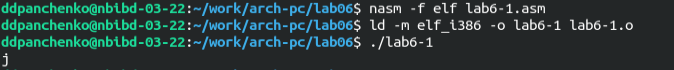 ddpanchenko@nbibd-03-22:~/work/arch-pc/lab06$ nasm -f elf lab6-1.asm
ddpanchenko@nbibd-03-22:~/work/arch-pc/lab06$ ld -m elf_i386 -o lab6-1 lab6-1.o
ddpanchenko@nbibd-03-22:~/work/arch-pc/lab06$ ./lab6-1
j